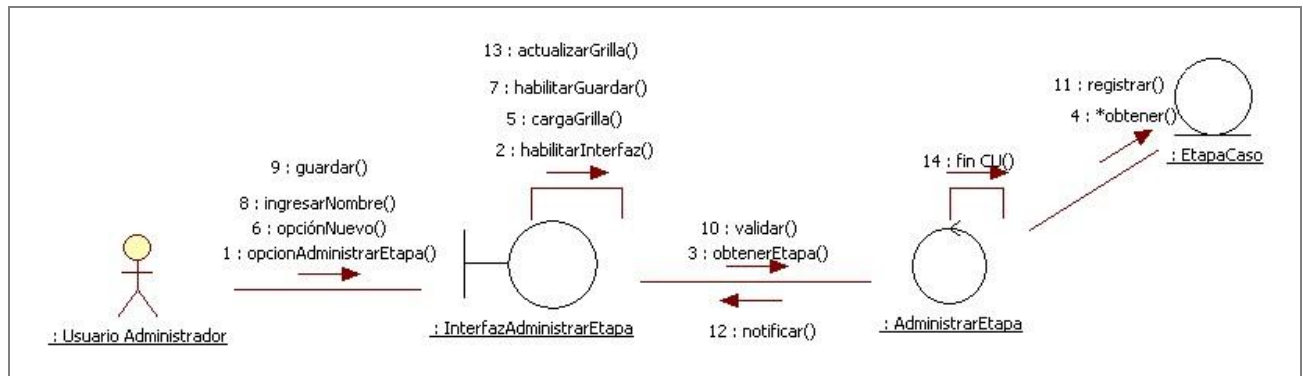 13 : actualizarGrilla()
7 : habilitarGuardar()
11 : registrar()
5 : cargaGrilla()
4 : *obtener()
2 : habilitarInterfaz()
: EtapaCaso
9 : guardar()
14 : fin CU()
8 : ingresarNombre()
6 : opciónNuevo()
10 : validar()
1 : opcionAdministrarEtapa()
3 : obtenerEtapa()
: Usuario Administrador
: InterfazAdministrarEtapa
12 : notificar()
: AdministrarEtapa